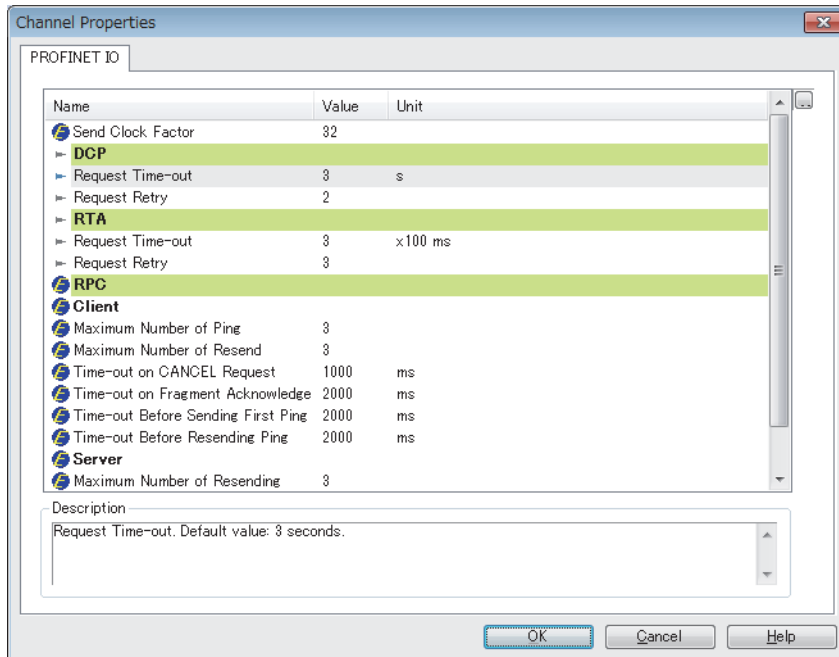 Channel Properties
PROFINET IO
Name Value Unit
Send Clock Factor 32
DCP
Request Time-out 3 s
Request Retry 2
RTA
Request Time-out 3 x100 ms
Request Retry 3
RPC
Client
Maximum Number of Ping 3
Maximum Number of Resend 3
Time-out on CANCEL Request 1000 ms
Time-out on Fragment Acknowledge 2000 ms
Time-out Before Sending First Ping 2000 ms
Time-out Before Resending Ping 2000 ms
Server
Maximum Number of Resending 3
Description
Request Time-out. Default value: 3 seconds.
OK Cancel Help